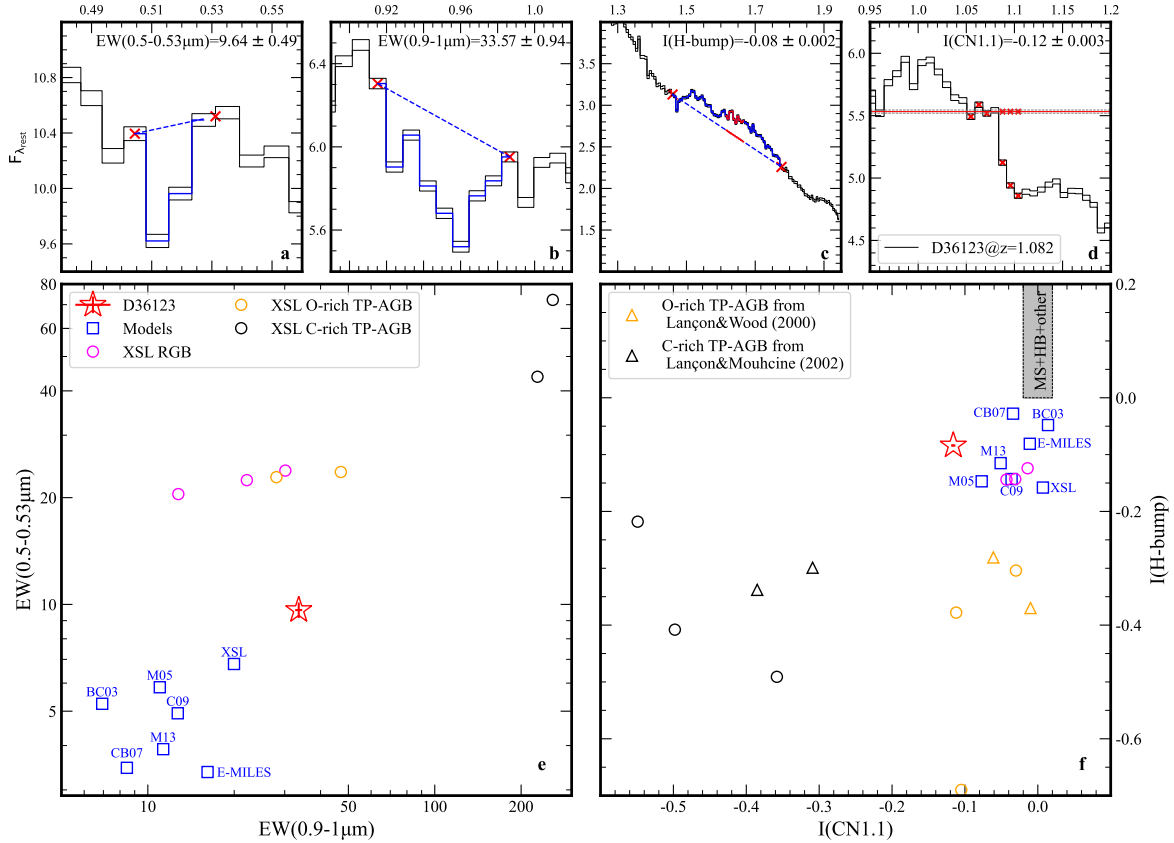 0.49 0.51 0.53 0.55
0.92 0.96 1.00
1.3 1.5 1.7 1.9
0.95 1.0 1.05 1.1 1.15 1.2
EW(0.5-0.53μm)=9.64 ± 0.49
EW(0.9-1μm)=33.57 ± 0.94
I(H-bump)=-0.08 ± 0.002
I(CN1.1)=-0.12 ± 0.003
10.8
10.4
10.0
9.6
Fλrest
a
6.4
6.0
5.6
b
3.5
3.0
2.5
2.0
1.5
c
6.0
5.5
5.0
4.5
D36123@z=1.082
d
80
60
40
20
10
5
EW(0.5-0.53μm)
D36123
Models
XSL RGB
XSL O-rich TP-AGB
XSL C-rich TP-AGB
XSL
M05
BC03
C09
M13
CB07
E-MILES
e
10 50 100 200
EW(0.9-1μm)
O-rich TP-AGB from
Lançon&Wood (2000)
C-rich TP-AGB from
Lançon&Mouhcine (2002)
MS+HB+other
CB07
BC03
E-MILES
M13
M05
C09
XSL
f
0.2
0.0
-0.2
-0.4
-0.6
I(H-bump)
-0.5 -0.4 -0.3 -0.2 -0.1 0.0
I(CN1.1)